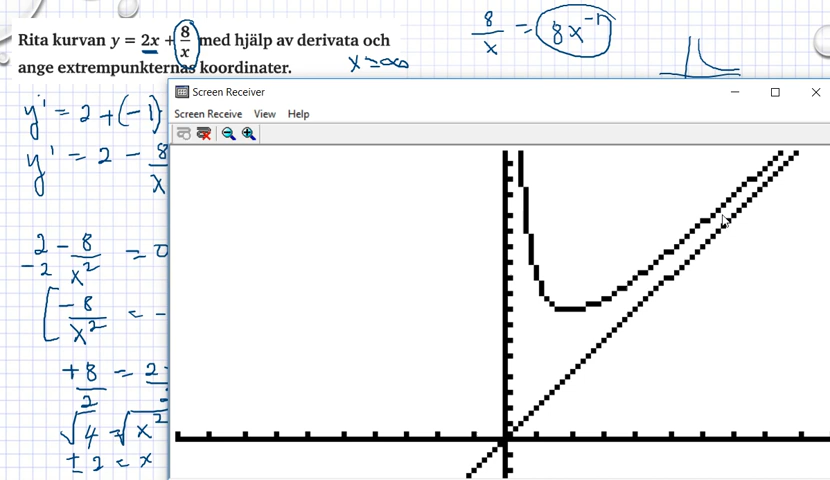 Rita kurvan y = 2x + 8/x med hjälp av derivata och
ange extrempunkternas koordinater.
8/x = 8x⁻¹
x = ∞
y' = 2 + (-1)
y' = 2 - 8/x
2 - 8/x² = 0
-2
-8/x² = -
+8/2 = 2
√4 = √x²
± 2 = x
Screen Receiver
Screen Receive View Help